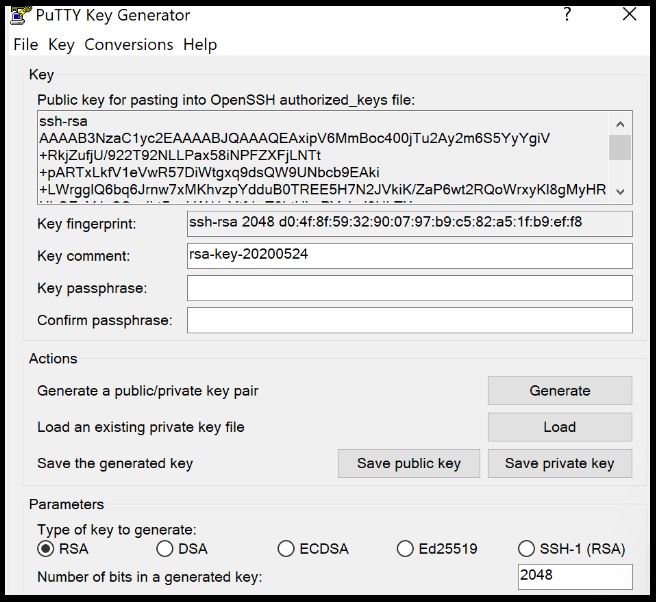 PuTTY Key Generator ?
File Key Conversions Help
Key
Public key for pasting into OpenSSH authorized_keys file:
ssh-rsa
AAAAB3NzaC1yc2EAAAABJQAAAQEAxipV6MmBoc400jTu2Ay2m6S5YyYgiV
+RkjZufjU/922T92NLLPax58iNPFZXFjLNTt
+pARTxLkfV1eVwR57DiWtgxq9dsQW9UNbcb9EAki
+LWrgglQ6bq6Jrnw7xMKhvzpYdduB0TREE5H7N2JVkiK/ZaP6wt2RQoWrxyKl8gMyHR
Key fingerprint: ssh-rsa 2048 d0:4f:8f:59:32:90:07:97:b9:c5:82:a5:1f:b9:ef:f8
Key comment: rsa-key-20200524
Key passphrase:
Confirm passphrase:
Actions
Generate a public/private key pair Generate
Load an existing private key file Load
Save the generated key Save public key Save private key
Parameters
Type of key to generate:
RSA DSA ECDSA Ed25519 SSH-1 (RSA)
Number of bits in a generated key: 2048